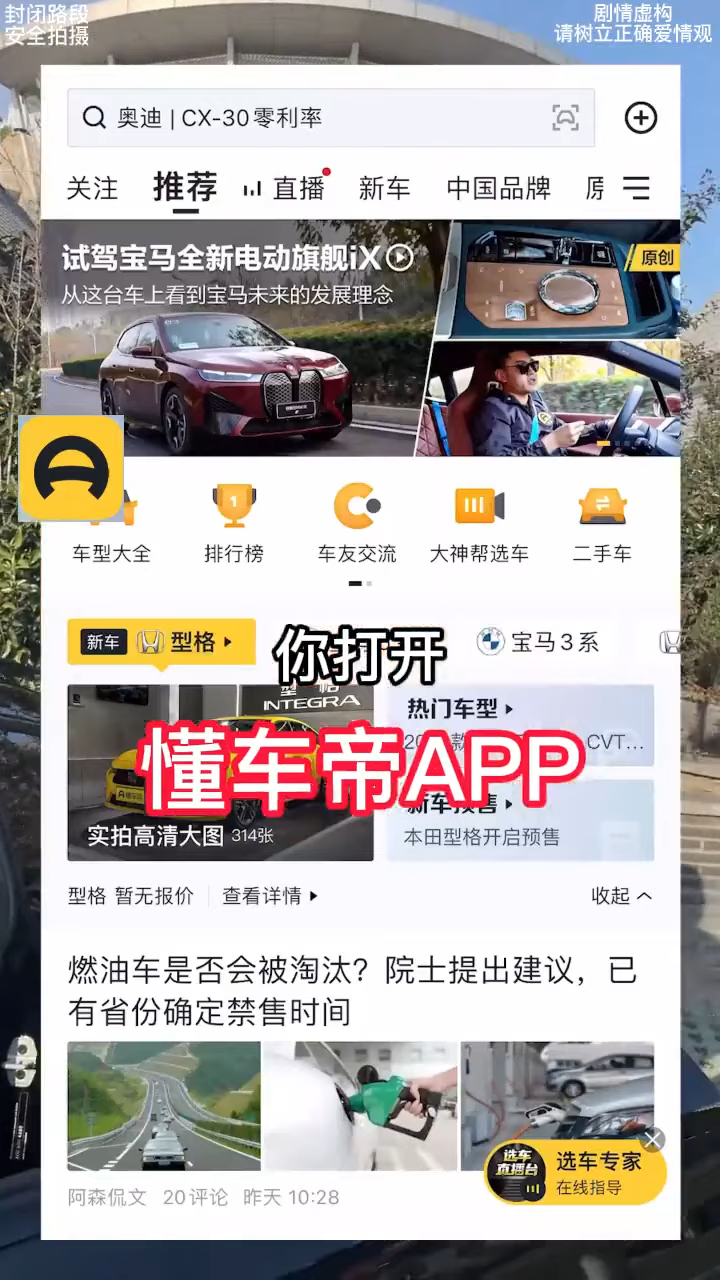 封闭路段
安全拍摄
剧情虚构
请树立正确爱情观
奥迪 | CX-30零利率
关注 推荐 直播 新车 中国品牌
试驾宝马全新电动旗舰iX
从这台车上看到宝马未来的发展理念
原创
1
车型大全 排行榜 车友交流 大神帮选车 二手车
新车 型格
宝马3系
你打开
INTEGRA
热门车型
CVT...
懂车帝APP
新车预售
实拍高清大图 314张
本田型格开启预售
型格 暂无报价 查看详情 收起
燃油车是否会被淘汰？院士提出建议，已
有省份确定禁售时间
选车
直播台
选车专家
在线指导
阿森侃文 20评论 昨天 10:28